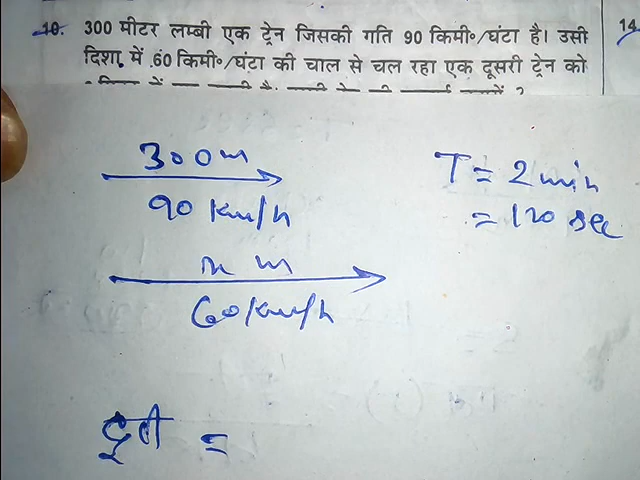 10. 300 मीटर लम्बी एक ट्रेन जिसकी गति 90 किमी०/घंटा है। उसी
दिशा में 60 किमी०/घंटा की चाल से चल रहा एक दूसरी ट्रेन को
14
300m
90 Km/h
T = 2 min
= 120 sec
x m
60 Km/h
दूरी =